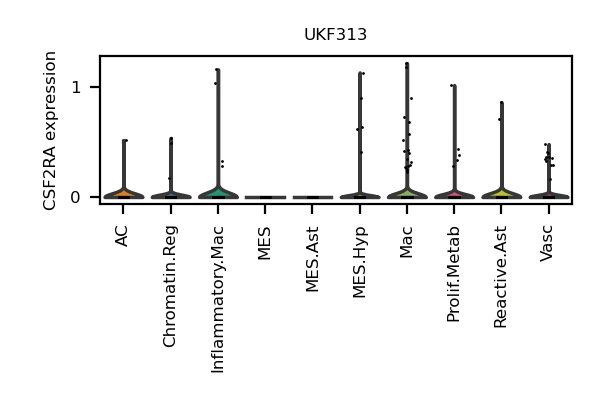 UKF313
CSF2RA expression
1
0
AC
Chromatin.Reg
Inflammatory.Mac
MES
MES.Ast
MES.Hyp
Mac
Prolif.Metab
Reactive.Ast
Vasc